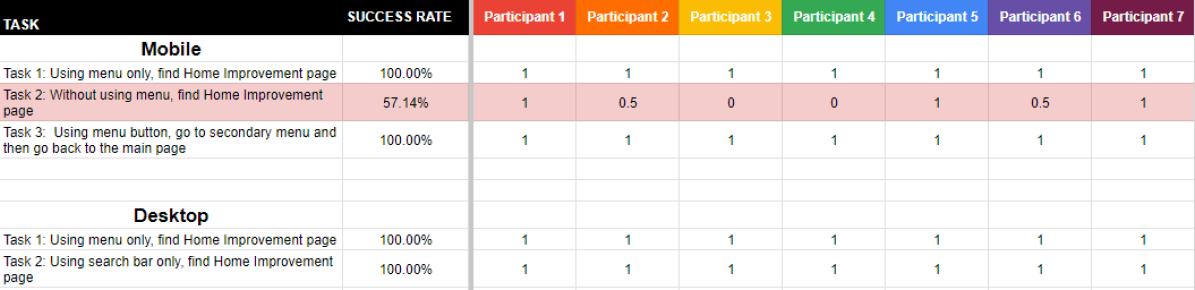 TASK SUCCESS RATE Participant 1 Participant 2 Participant 3 Participant 4 Participant 5 Participant 6 Participant 7
Mobile
Task 1: Using menu only, find Home Improvement page 100.00% 1 1 1 1 1 1 1
Task 2: Without using menu, find Home Improvement
page 57.14% 1 0.5 0 0 1 0.5 1
Task 3:  Using menu button, go to secondary menu and
then go back to the main page 100.00% 1 1 1 1 1 1 1
Desktop
Task 1: Using menu only, find Home Improvement page 100.00% 1 1 1 1 1 1 1
Task 2: Using search bar only, find Home Improvement
page 100.00% 1 1 1 1 1 1 1